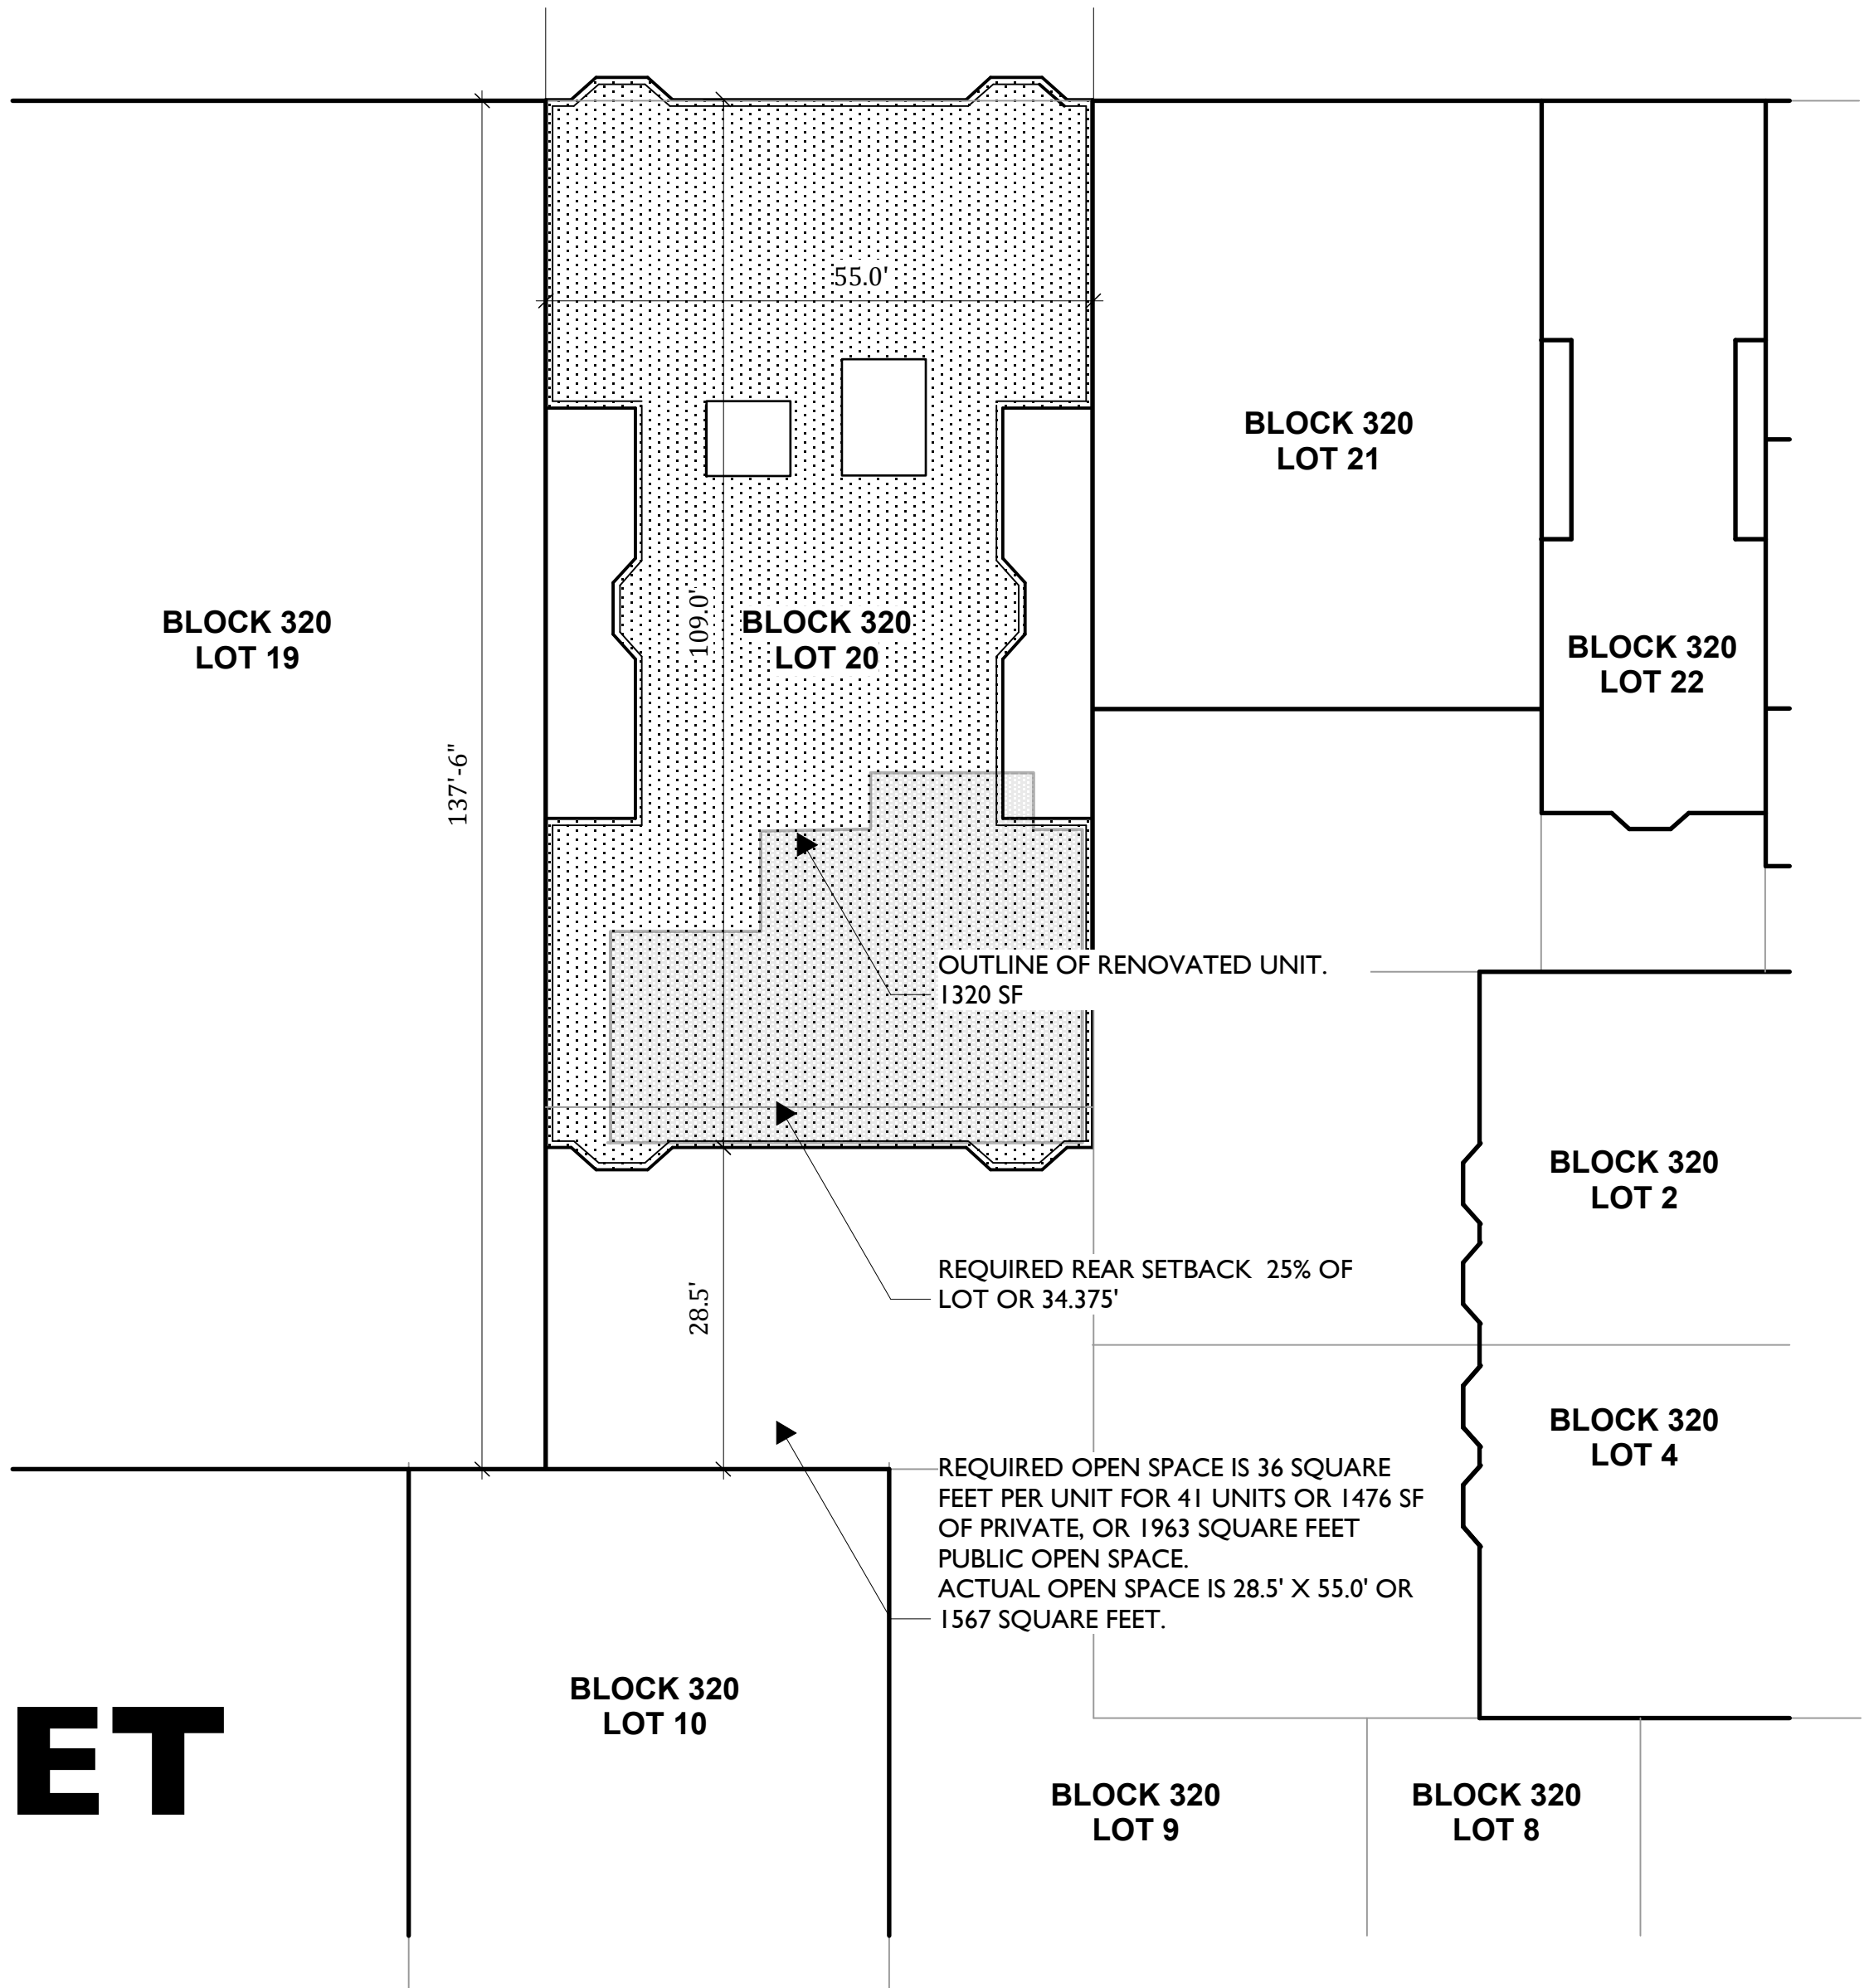 55.0'
BLOCK 320
LOT 21
BLOCK 320
LOT 19
109.0'
BLOCK 320
LOT 20
BLOCK 320
LOT 22
137'-6"
OUTLINE OF RENOVATED UNIT.
1320 SF
BLOCK 320
LOT 2
REQUIRED REAR SETBACK 25% OF
LOT OR 34.375'
28.5'
BLOCK 320
LOT 4
REQUIRED OPEN SPACE IS 36 SQUARE
FEET PER UNIT FOR 41 UNITS OR 1476 SF
OF PRIVATE, OR 1963 SQUARE FEET
PUBLIC OPEN SPACE.
ACTUAL OPEN SPACE IS 28.5' X 55.0' OR
1567 SQUARE FEET.
BLOCK 320
LOT 10
ET
BLOCK 320
LOT 9
BLOCK 320
LOT 8